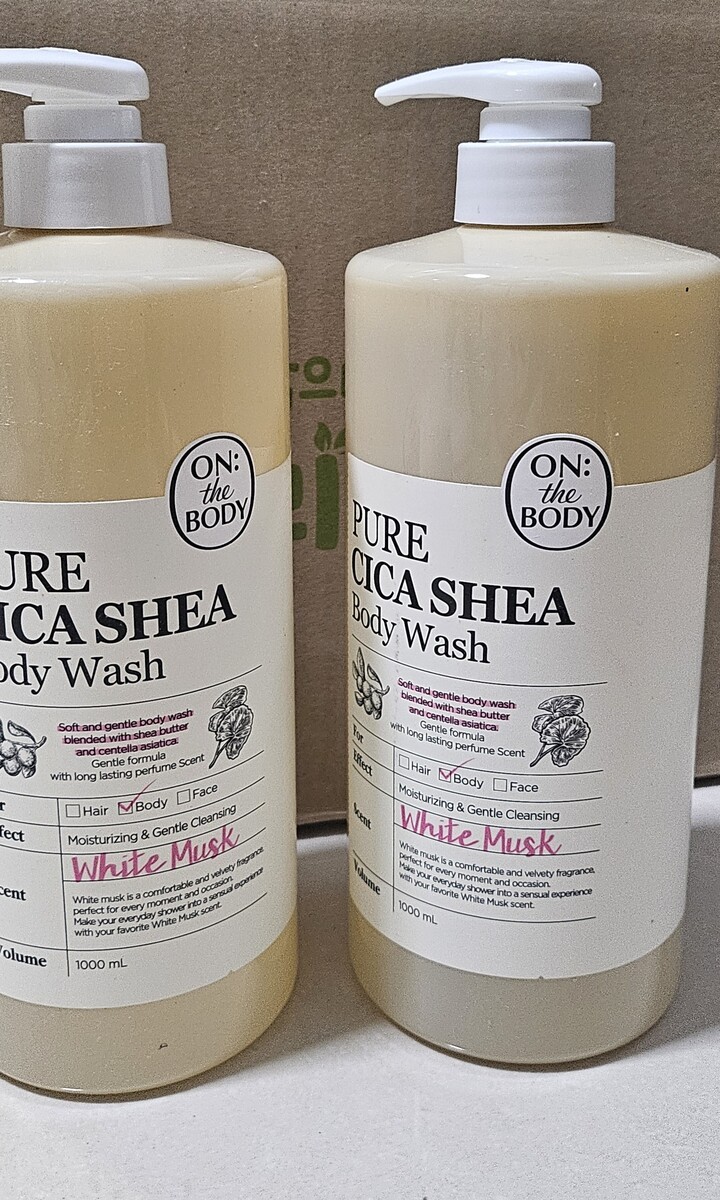 ON:
the
BODY
URE
ICA SHEA
ody Wash
Soft and gentle body wash
blended with shea butter
and centella asiatica.
Gentle formula
with long lasting perfume Scent
r
Hair Body Face
fect
Moisturizing & Gentle Cleansing
cent
White Musk
White musk is a comfortable and velvety fragrance,
perfect for every moment and occasion.
Make your everyday shower into a sensual experience
with your favorite White Musk scent.
Volume
1000 mL
ON:
the
BODY
PURE
CICA SHEA
Body Wash
Soft and gentle body wash
blended with shea butter
and centella asiatica.
Gentle formula
with long lasting perfume Scent
For
Hair Body Face
Effect
Moisturizing & Gentle Cleansing
Scent
White Musk
White musk is a comfortable and velvety fragrance,
perfect for every moment and occasion.
Make your everyday shower into a sensual experience
with your favorite White Musk scent.
Volume
1000 mL